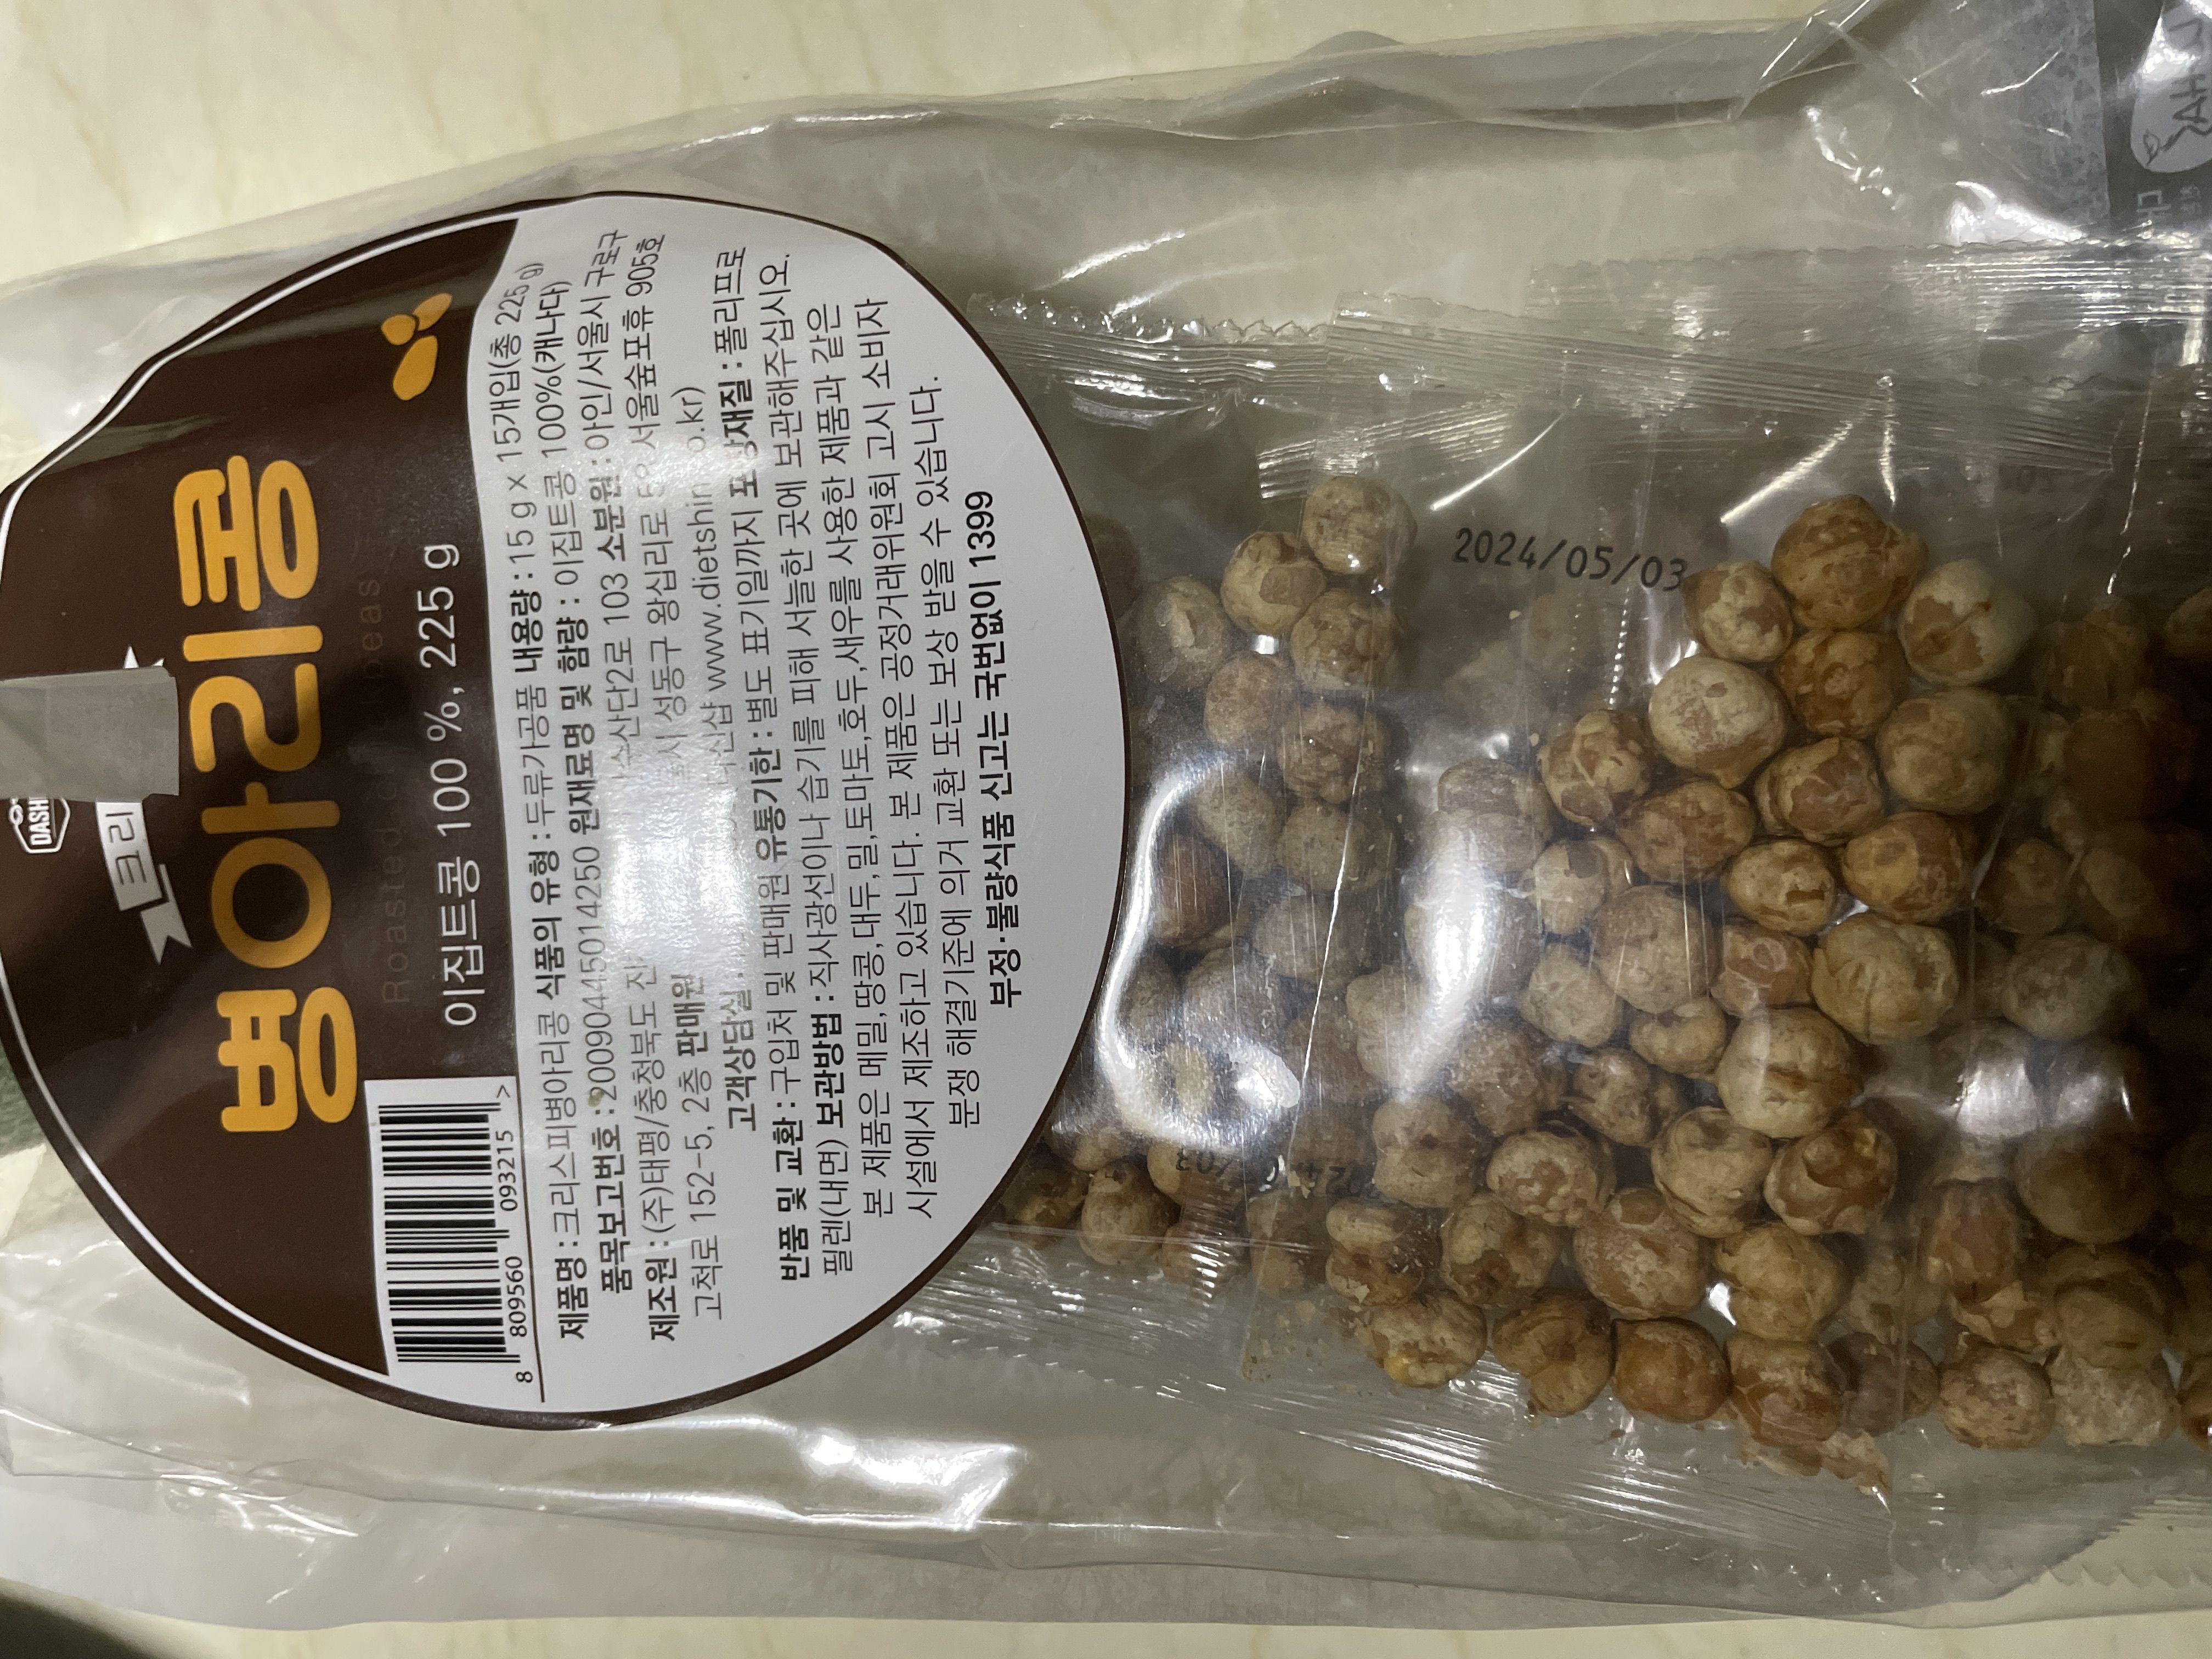 DASHI
크리
병아리콩
Roasted
이집트콩 100 %, 225 g
8 809560 093215 >
제품명 : 크리스피병아리콩 식품의 유형 : 두류가공품 내용량 : 15 g x 15개입(총 225 g)
품목보고번호 : 20090445014250 원재료명 및 함량 : 이집트콩 100%(캐나다)
제조원 : (주)태평/충청북도 산단2로 103 소분원 : 아인/서울시 구로구
고척로 152-5, 2층 판매원 성동구 왕십리로 서울숲포휴 905호
고객상담실 www.dietshin o.kr)
반품 및 교환 : 구입처 및 판매원 유통기한 : 별도 표기일까지 포장재질 : 폴리프로
필렌(내면) 보관방법 : 직사광선이나 습기를 피해 서늘한 곳에 보관해주십시오.
본 제품은 메밀,땅콩,대두,밀,토마토,호두,새우를 사용한 제품과 같은
시설에서 제조하고 있습니다. 본 제품은 공정거래위원회 고시 소비자
분쟁 해결기준에 의거 교환 또는 보상 받을 수 있습니다.
부정·불량식품 신고는 국번없이 1399
2024/05/03